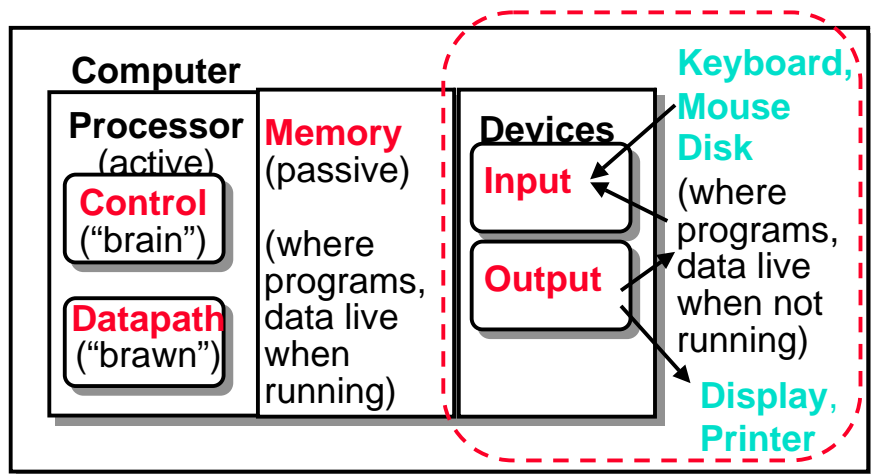 Computer
Processor
(active)
Control
(“brain”)
Datapath
(“brawn”)
Memory
(passive)
(where
programs,
data live
when
running)
Devices
Input
Output
Keyboard,
Mouse
Disk
(where
programs,
data live
when not
running)
Display,
Printer